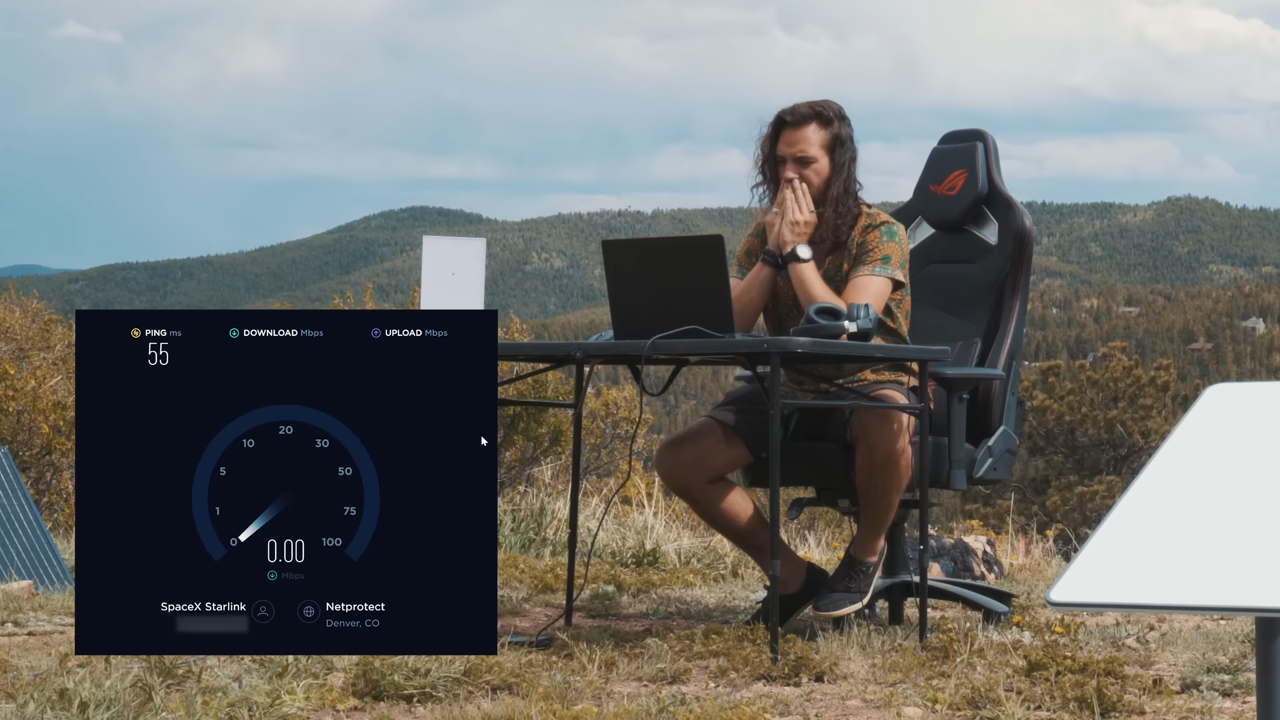 PING ms
DOWNLOAD Mbps
UPLOAD Mbps
55
0
1
5
10
20
30
50
75
100
0.00
Mbps
SpaceX Starlink
Netprotect
Denver, CO